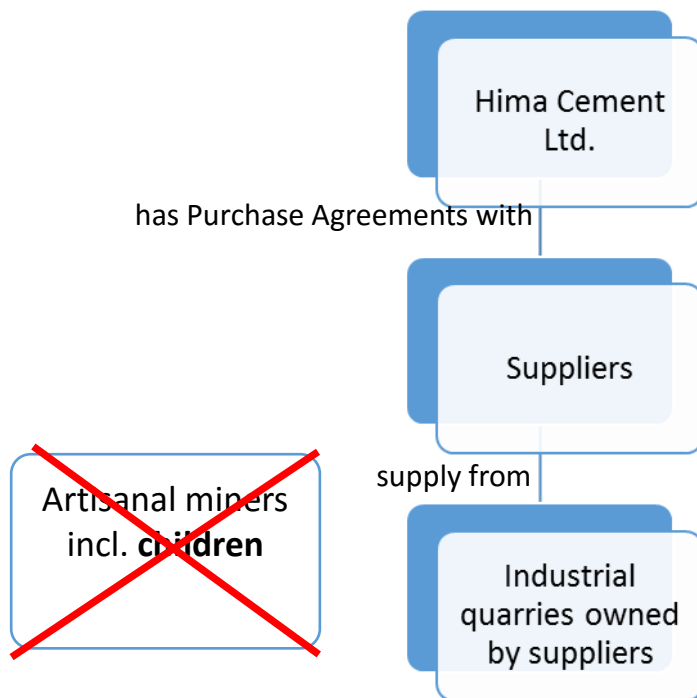 Hima Cement
Ltd.
has Purchase Agreements with
Suppliers
supply from
Artisanal miners
incl. children
Industrial
quarries owned
by suppliers